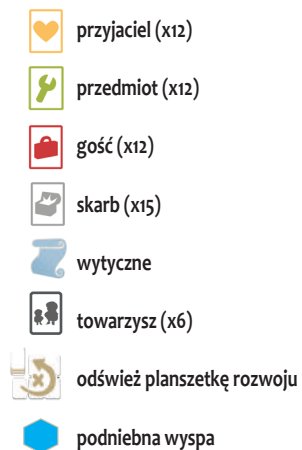 przyjaciel (x12)
przedmiot (x12)
gość (x12)
skarb (x15)
wytyczne
towarzysz (x6)
odśwież planszetkę rozwoju
podniebna wyspa